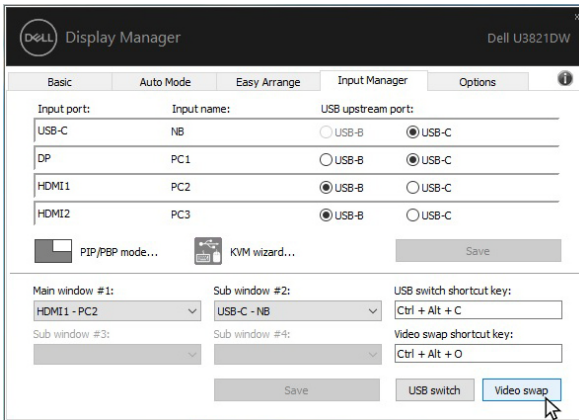 DELL Display Manager Dell U3821DW
Basic Auto Mode Easy Arrange Input Manager Options
Input port: Input name: USB upstream port:
USB-C NB USB-B USB-C
DP PC1 USB-B USB-C
HDMI1 PC2 USB-B USB-C
HDMI2 PC3 USB-B USB-C
PIP/PBP mode... KVM wizard... Save
Main window #1: Sub window #2: USB switch shortcut key:
HDMI1 - PC2 USB-C - NB Ctrl + Alt + C
Sub window #3: Sub window #4: Video swap shortcut key:
Ctrl + Alt + O
Save USB switch Video swap